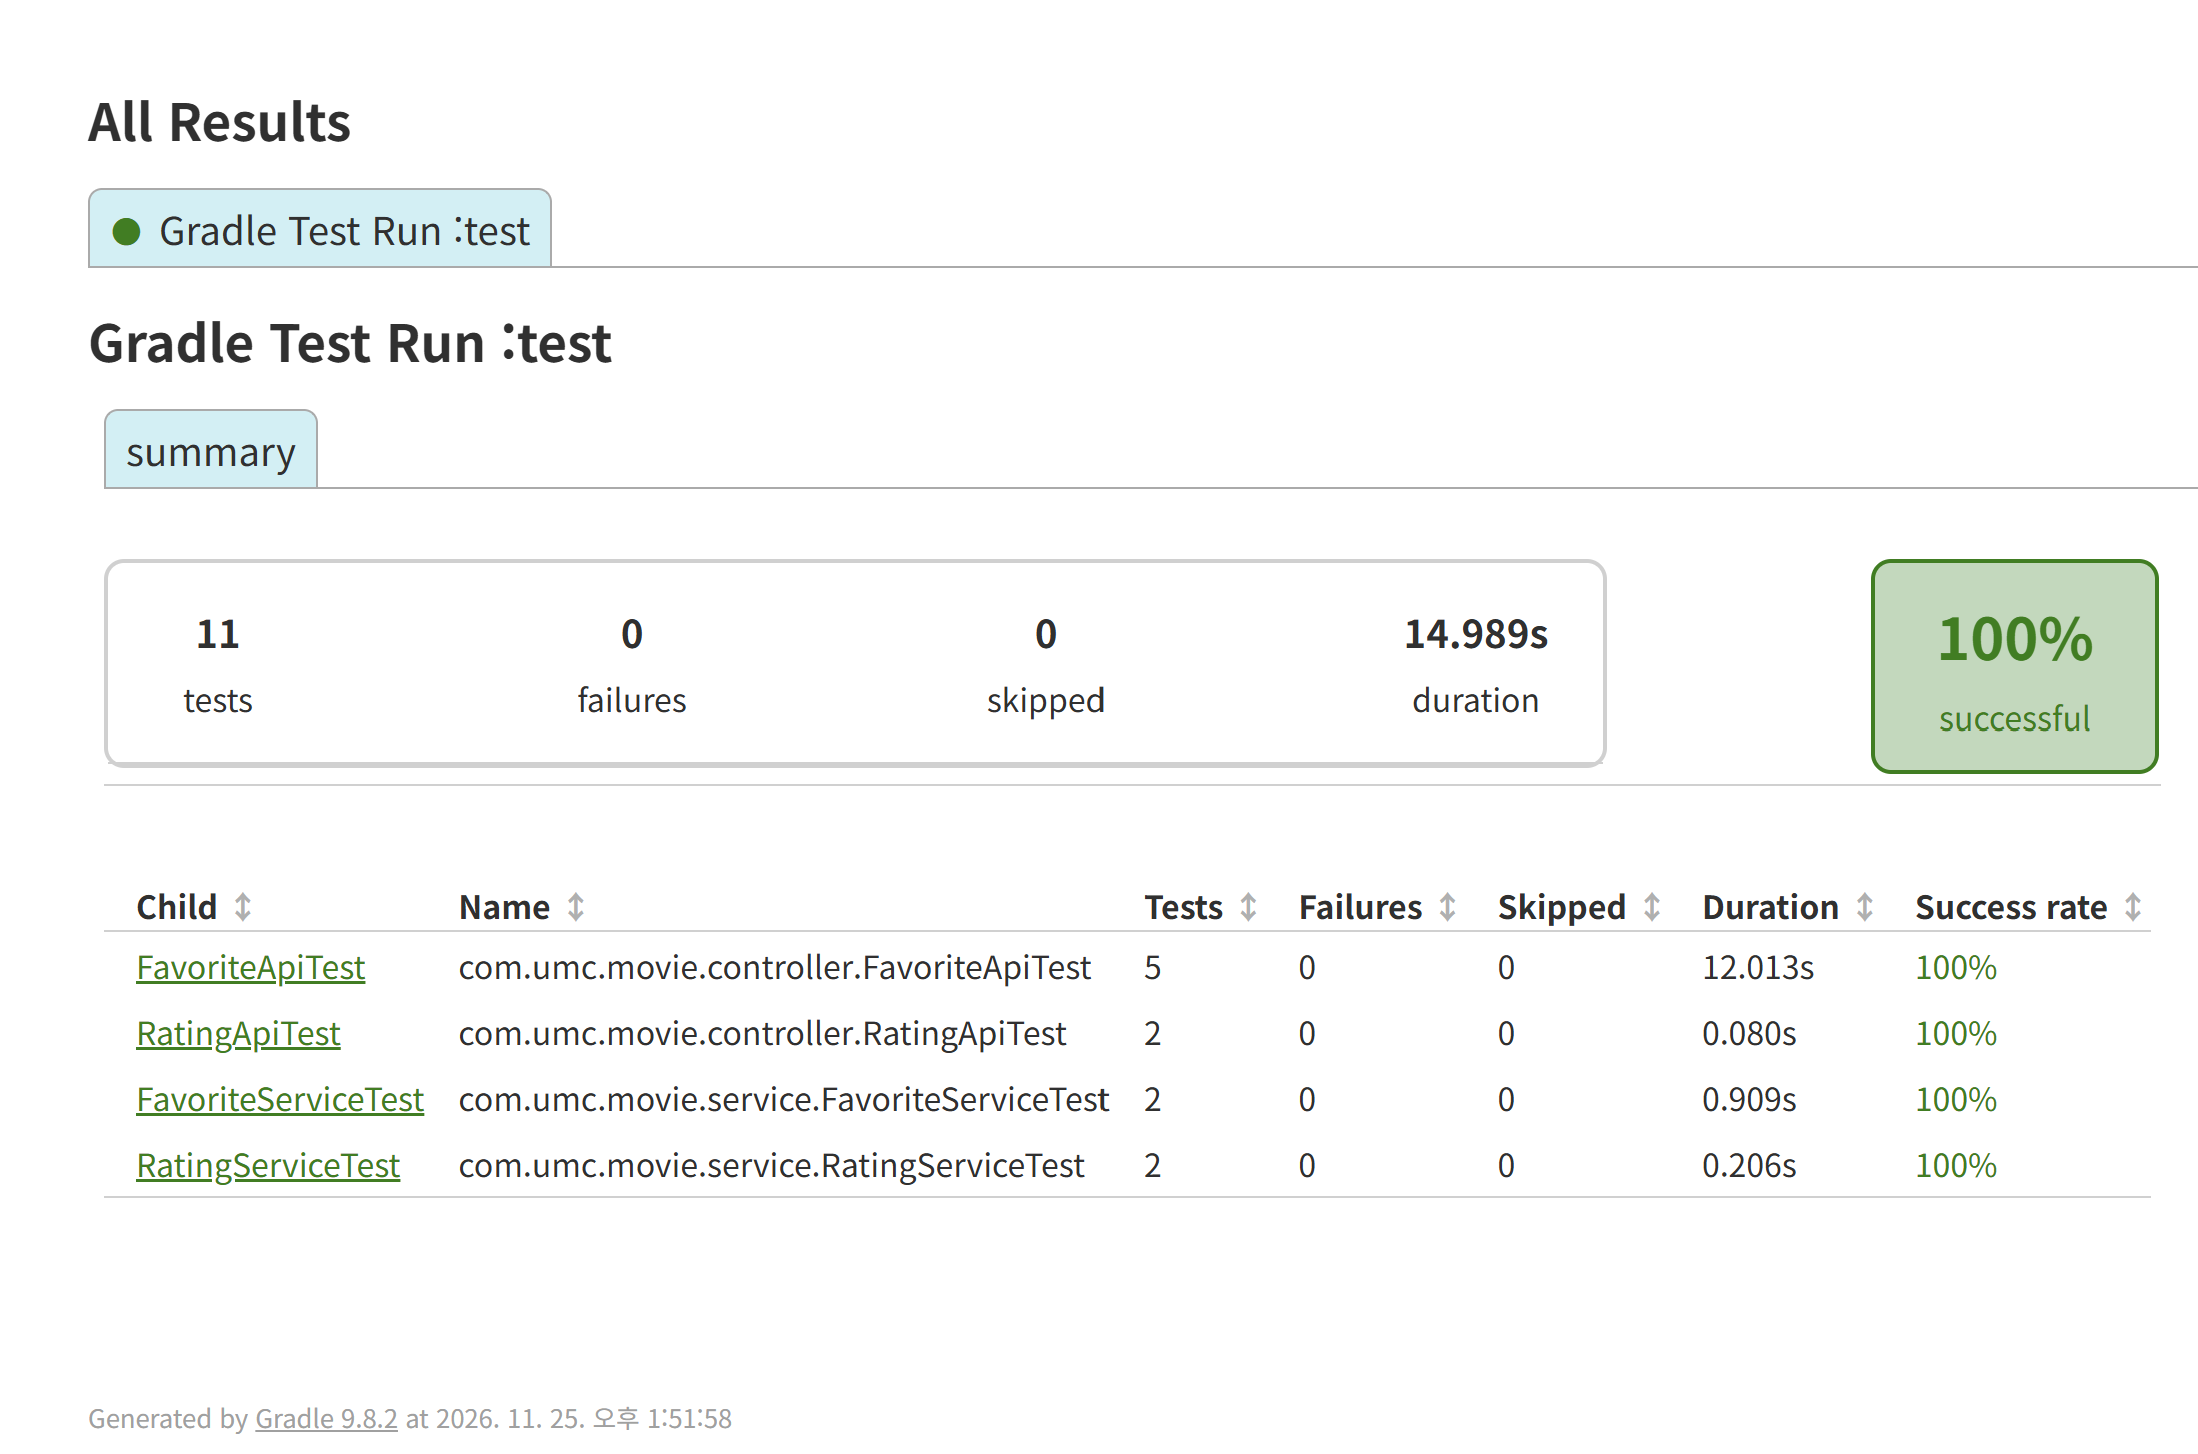 All Results
Gradle Test Run :test
Gradle Test Run :test
summary
11 0 0 14.989s 100%
tests failures skipped duration successful
Child ↕ Name ↕ Tests ↕ Failures ↕ Skipped ↕ Duration ↕ Success rate ↕
FavoriteApiTest com.umc.movie.controller.FavoriteApiTest 5 0 0 12.013s 100%
RatingApiTest com.umc.movie.controller.RatingApiTest 2 0 0 0.080s 100%
FavoriteServiceTest com.umc.movie.service.FavoriteServiceTest 2 0 0 0.909s 100%
RatingServiceTest com.umc.movie.service.RatingServiceTest 2 0 0 0.206s 100%
Generated by Gradle 9.8.2 at 2026. 11. 25. 오후 1:51:58